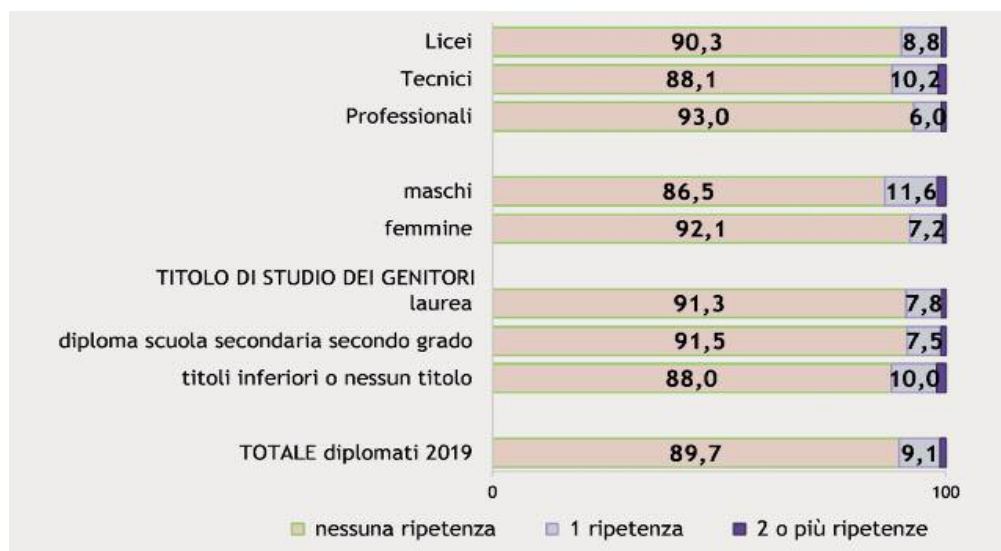 Licei 90,3 8,8
Tecnici 88,1 10,2
Professionali 93,0 6,0
maschi 86,5 11,6
femmine 92,1 7,2
TITOLO DI STUDIO DEI GENITORI
laurea 91,3 7,8
diploma scuola secondaria secondo grado 91,5 7,5
titoli inferiori o nessun titolo 88,0 10,0
TOTALE diplomati 2019 89,7 9,1
0 100
nessuna ripetenza 1 ripetenza 2 o più ripetenze